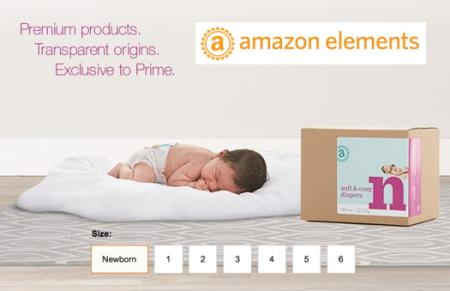 Premium products.
Transparent origins.
Exclusive to Prime.
a amazon elements
a
soft & cozy
diapers
n
Size:
Newborn 1 2 3 4 5 6